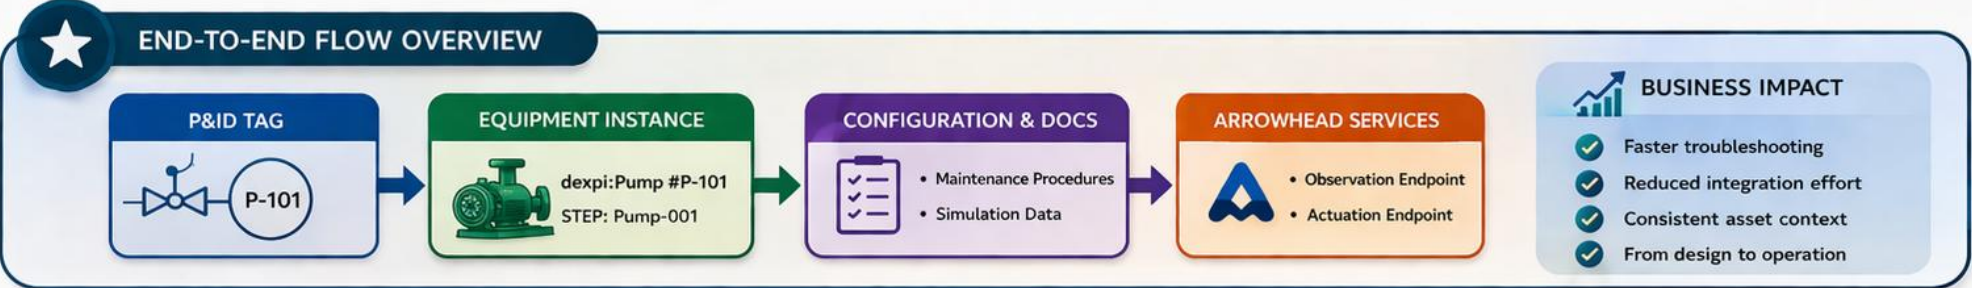 END-TO-END FLOW OVERVIEW
P&ID TAG
P-101
EQUIPMENT INSTANCE
dexpi:Pump #P-101
STEP: Pump-001
CONFIGURATION & DOCS
• Maintenance Procedures
• Simulation Data
ARROWHEAD SERVICES
• Observation Endpoint
• Actuation Endpoint
BUSINESS IMPACT
Faster troubleshooting
Reduced integration effort
Consistent asset context
From design to operation